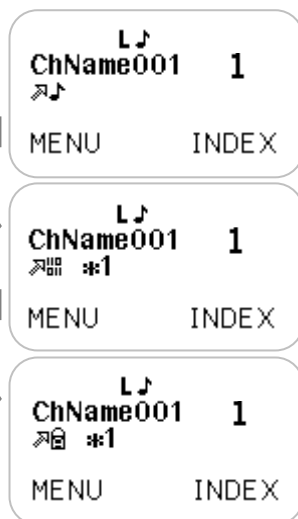 L♪
ChName001 1
♪
MENU INDEX
L♪
ChName001 1
*1
MENU INDEX
L♪
ChName001 1
*1
MENU INDEX